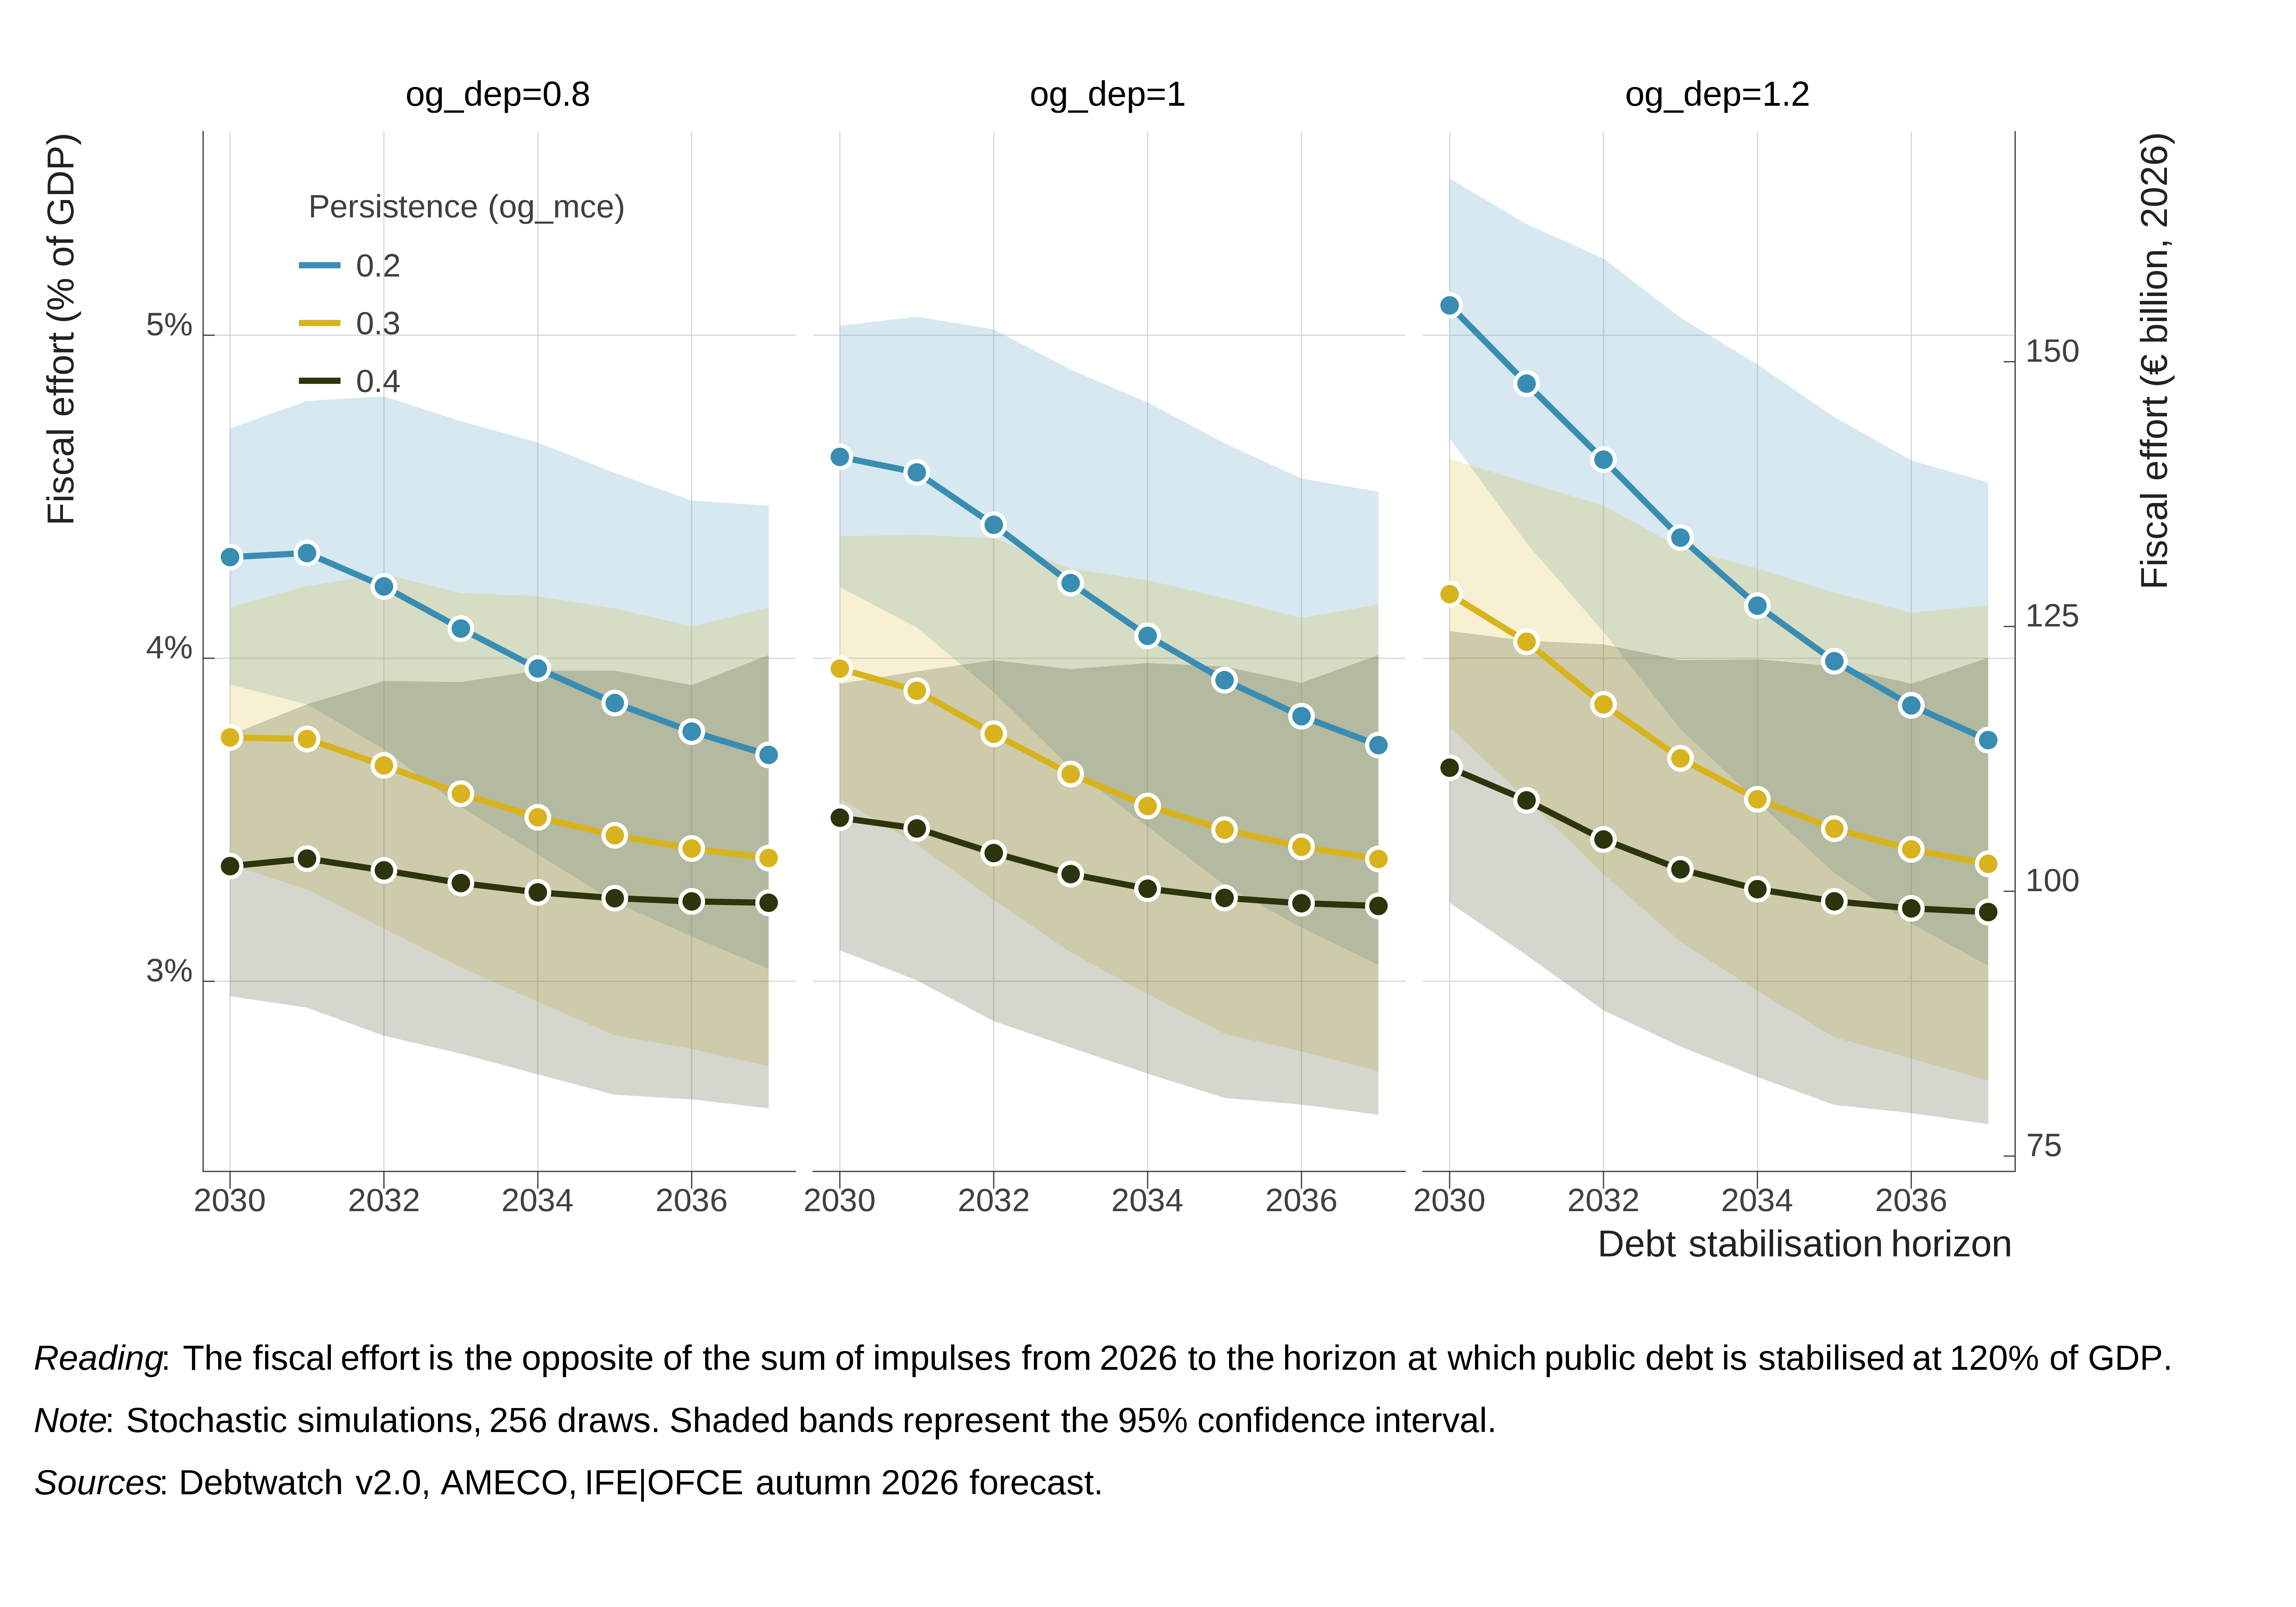 og_dep=0.8
og_dep=1
og_dep=1.2
Fiscal effort (% of GDP)
Fiscal effort (€ billion, 2026)
Persistence (og_mce)
0.2
0.3
0.4
5%
4%
3%
150
125
100
75
2030 2032 2034 2036 2030 2032 2034 2036 2030 2032 2034 2036
Debt stabilisation horizon
Reading: The fiscal effort is the opposite of the sum of impulses from 2026 to the horizon at which public debt is stabilised at 120% of GDP.
Note: Stochastic simulations, 256 draws. Shaded bands represent the 95% confidence interval.
Sources: Debtwatch v2.0, AMECO, IFE|OFCE autumn 2026 forecast.